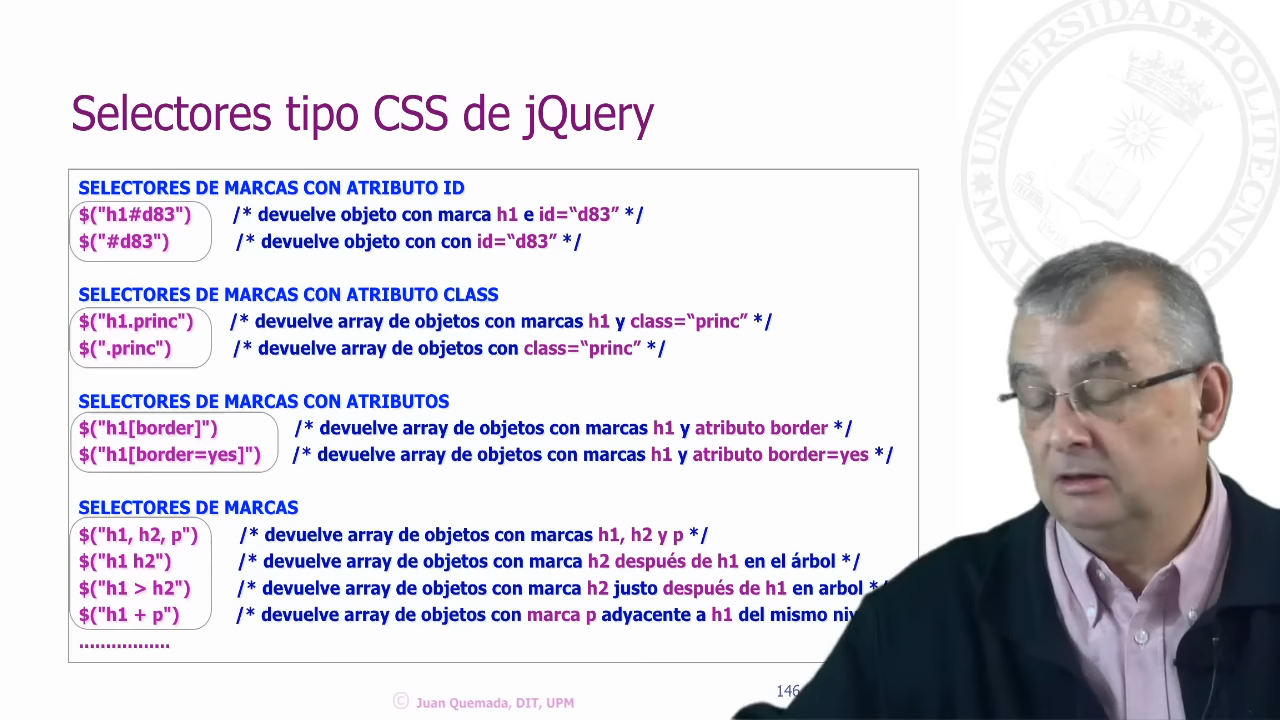 UNIVERSIDAD POLITÉCNICA
Selectores tipo CSS de jQuery
SELECTORES DE MARCAS CON ATRIBUTO ID
$("h1#d83") /* devuelve objeto con marca h1 e id=“d83” */
$("#d83") /* devuelve objeto con con id=“d83” */
SELECTORES DE MARCAS CON ATRIBUTO CLASS
$("h1.princ") /* devuelve array de objetos con marcas h1 y class=“princ” */
$(".princ") /* devuelve array de objetos con class=“princ” */
SELECTORES DE MARCAS CON ATRIBUTOS
$("h1[border]") /* devuelve array de objetos con marcas h1 y atributo border */
$("h1[border=yes]") /* devuelve array de objetos con marcas h1 y atributo border=yes */
SELECTORES DE MARCAS
$("h1, h2, p") /* devuelve array de objetos con marcas h1, h2 y p */
$("h1 h2") /* devuelve array de objetos con marca h2 después de h1 en el árbol */
$("h1 > h2") /* devuelve array de objetos con marca h2 justo después de h1 en arbol */
$("h1 + p") /* devuelve array de objetos con marca p adyacente a h1 del mismo
.................
© Juan Quemada, DIT, UPM
146